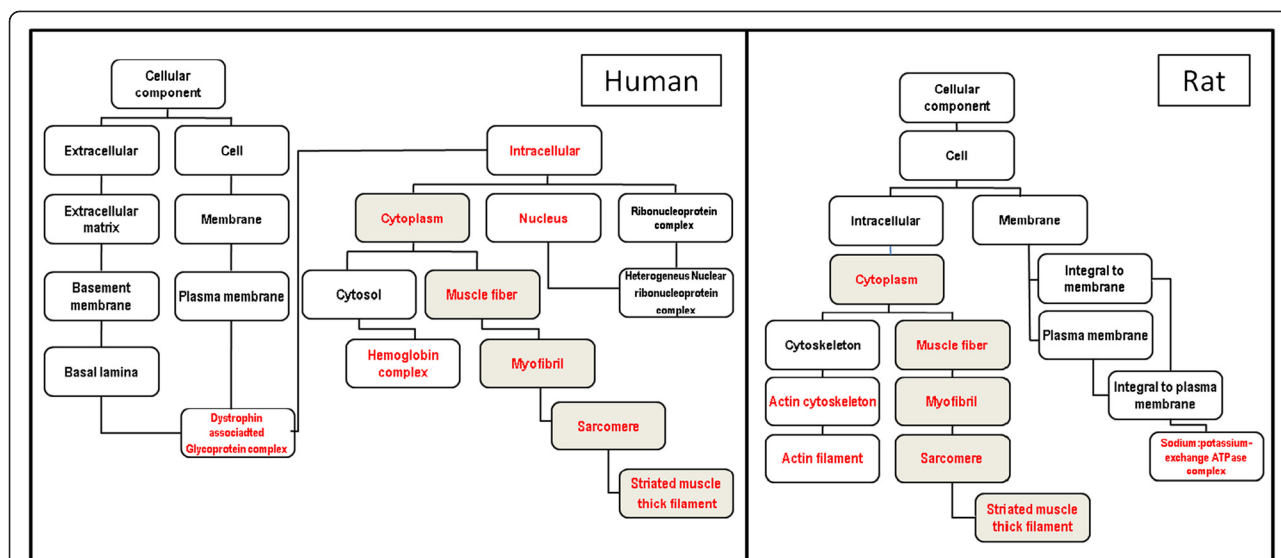 Human
Cellular
component
Extracellular
Cell
Intracellular
Extracellular
matrix
Membrane
Cytoplasm
Nucleus
Ribonucleoprotein
complex
Basement
membrane
Plasma membrane
Cytosol
Muscle fiber
Heterogeneus Nuclear
ribonucleoprotein
complex
Basal lamina
Hemoglobin
complex
Myofibril
Dystrophin
associadted
Glycoprotein complex
Sarcomere
Striated muscle
thick filament
Rat
Cellular
component
Cell
Intracellular
Membrane
Cytoplasm
Integral to
membrane
Cytoskeleton
Muscle fiber
Plasma membrane
Actin cytoskeleton
Myofibril
Integral to plasma
membrane
Actin filament
Sarcomere
Sodium:potassium-
exchange ATPase
complex
Striated muscle
thick filament